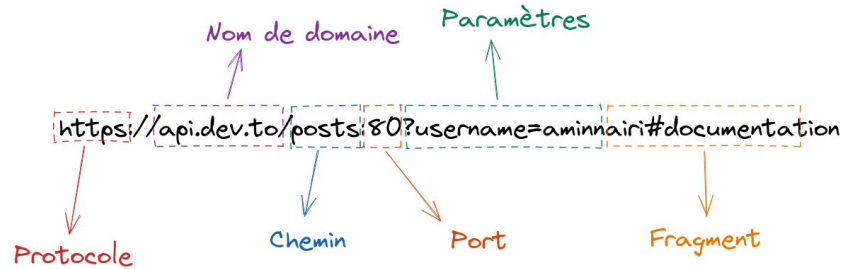 Nom de domaine
Paramètres
https://api.dev.to/posts:80?username=aminnairi#documentation
Protocole
Chemin
Port
Fragment